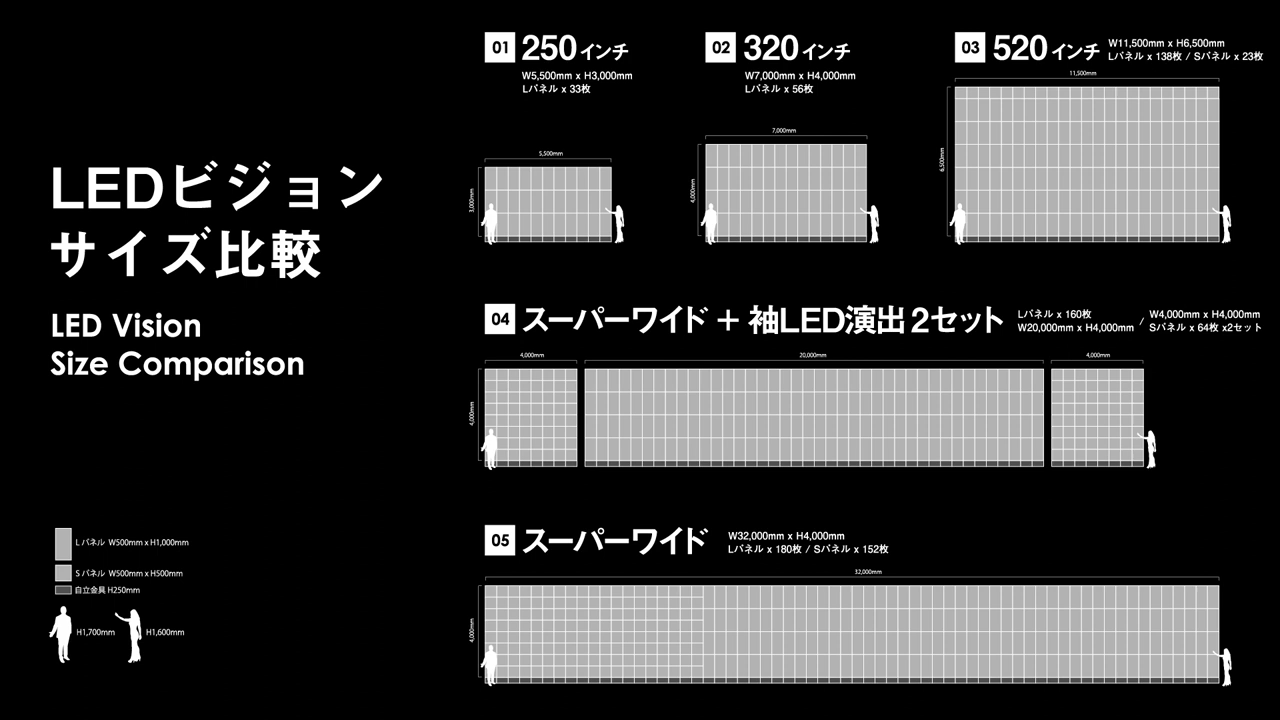 LEDビジョン
サイズ比較
LED Vision
Size Comparison
Lパネル W500mm x H1,000mm
Sパネル W500mm x H500mm
自立金具 H250mm
H1,700mm
H1,600mm
01 250インチ
W5,500mm x H3,000mm
Lパネル x 33枚
5,500mm
3,000mm
02 320インチ
W7,000mm x H4,000mm
Lパネル x 56枚
7,000mm
4,000mm
03 520インチ
W11,500mm x H6,500mm
Lパネル x 138枚 / Sパネル x 23枚
11,500mm
6,500mm
04 スーパーワイド + 袖LED演出2セット
Lパネル x 160枚
W20,000mm x H4,000mm
/
W4,000mm x H4,000mm
Sパネル x 64枚 x2セット
4,000mm
20,000mm
4,000mm
4,000mm
05 スーパーワイド
W32,000mm x H4,000mm
Lパネル x 180枚 / Sパネル x 152枚
32,000mm
4,000mm